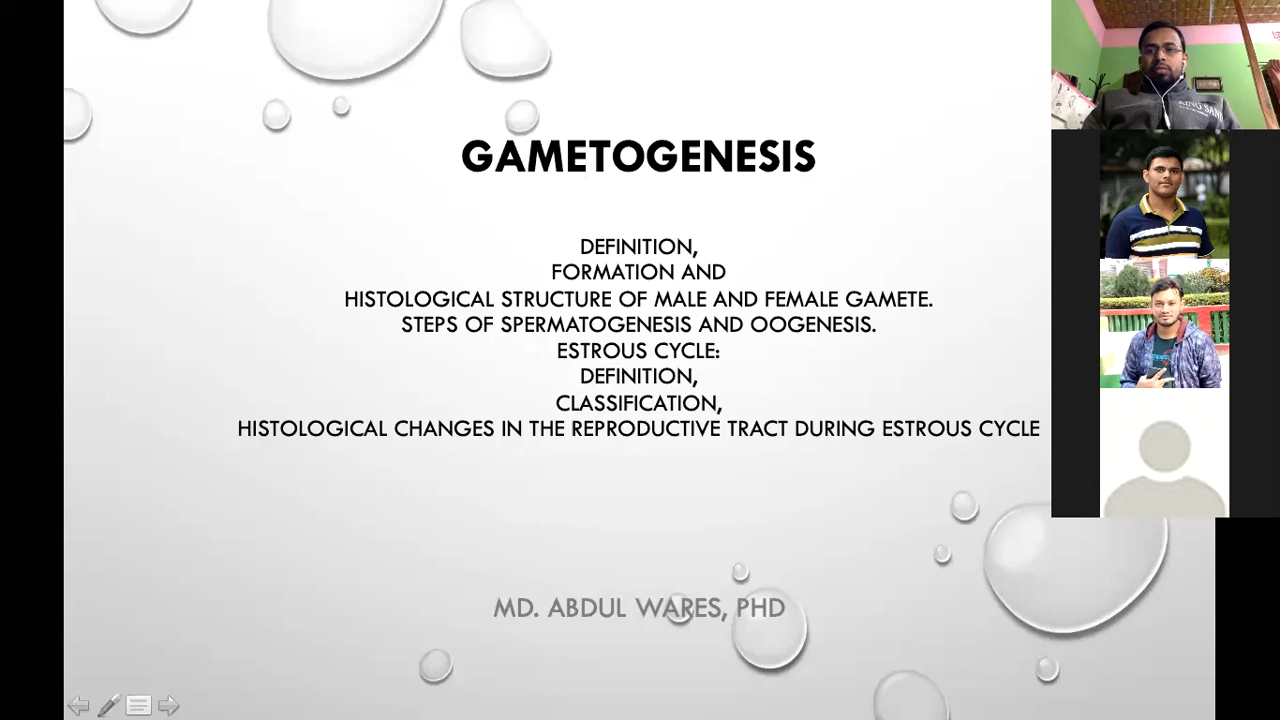 GAMETOGENESIS
DEFINITION,
FORMATION AND
HISTOLOGICAL STRUCTURE OF MALE AND FEMALE GAMETE.
STEPS OF SPERMATOGENESIS AND OOGENESIS.
ESTROUS CYCLE:
DEFINITION,
CLASSIFICATION,
HISTOLOGICAL CHANGES IN THE REPRODUCTIVE TRACT DURING ESTROUS CYCLE
MD. ABDUL WARES, PHD